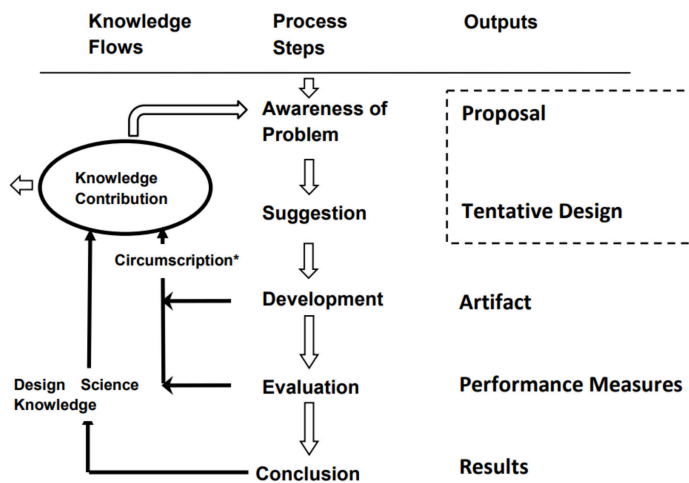 Knowledge
Flows
Process
Steps
Outputs
Awareness of
Problem
Proposal
Knowledge
Contribution
Suggestion
Tentative Design
Circumscription*
Development
Artifact
Design Science
Knowledge
Evaluation
Performance Measures
Conclusion
Results